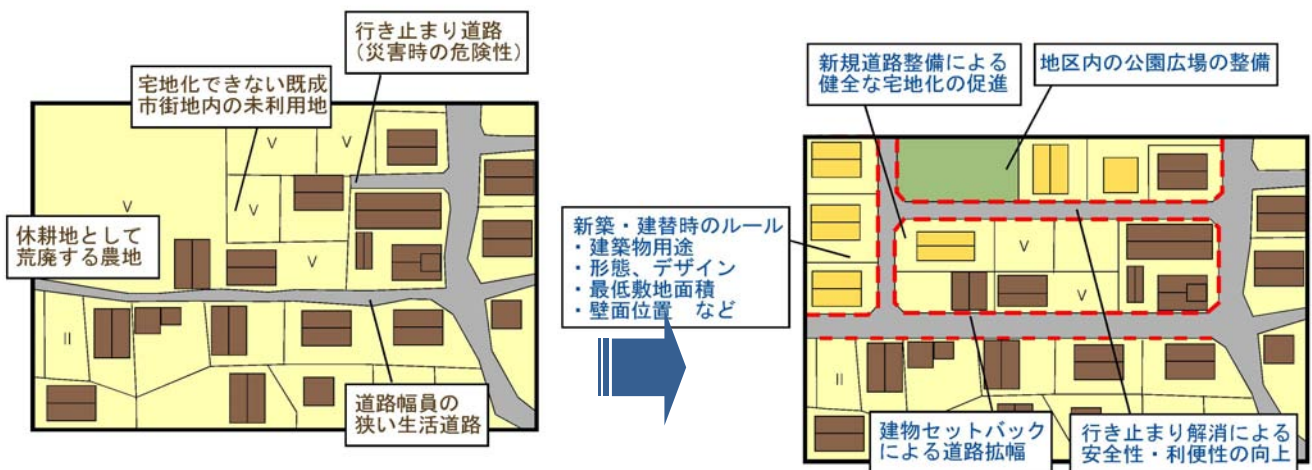 行き止まり道路
(災害時の危険性)
宅地化できない既成
市街地内の未利用地
休耕地として
荒廃する農地
道路幅員の
狭い生活道路
V
V
V
V
V
II
新築・建替時のルール
・建築物用途
・形態、デザイン
・最低敷地面積
・壁面位置 など
新規道路整備による
健全な宅地化の促進
地区内の公園広場の整備
V
V
II
建物セットバック
による道路拡幅
行き止まり解消による
安全性・利便性の向上